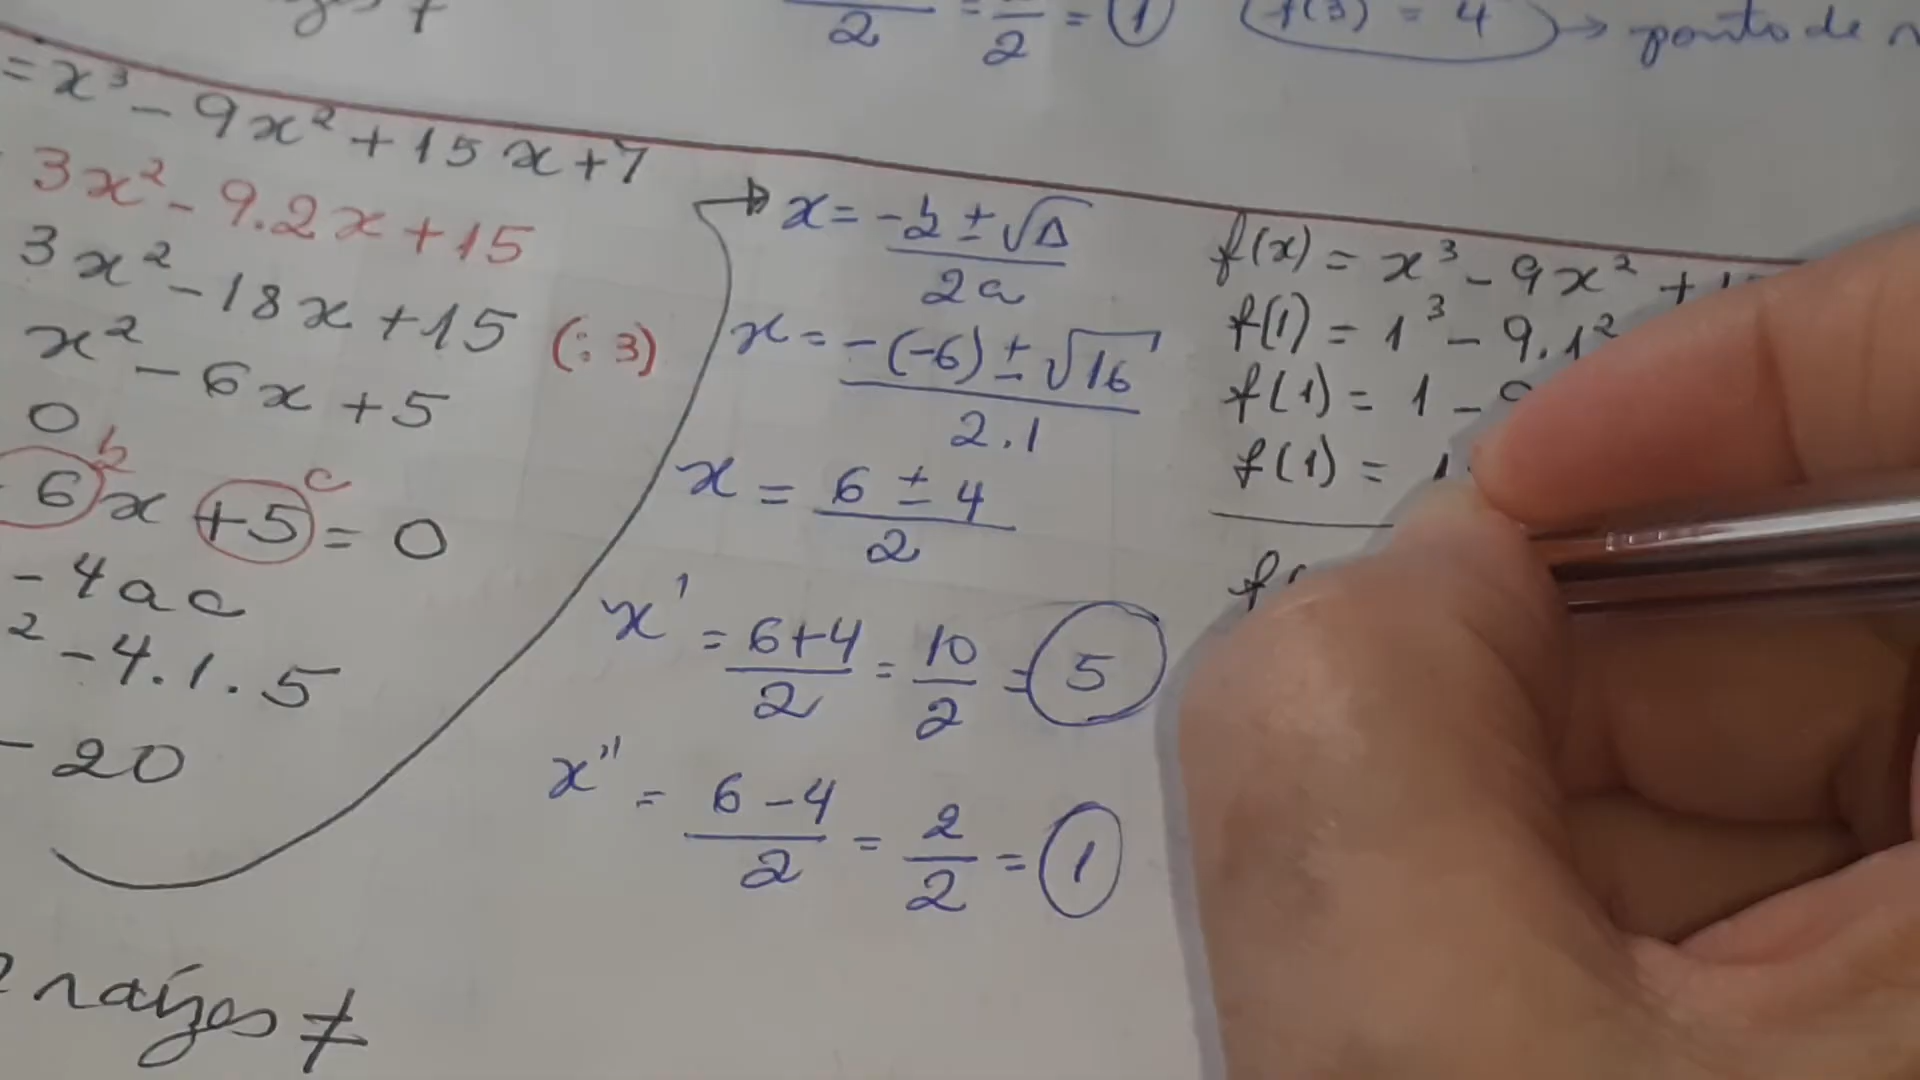 2 = 2/2 = 1 f(3) = 4 → ponto de
= x³ - 9x² + 15x + 7
3x² - 9.2x + 15
3x² - 18x + 15 (: 3)
x² - 6x + 5
0
b c
6x + 5 = 0
- 4ac
² - 4.1.5
- 20
raízes ≠
x = -b ± √Δ / 2a
x = -(-6) ± √16 / 2.1
x = 6 ± 4 / 2
x' = 6+4/2 = 10/2 = 5
x'' = 6-4/2 = 2/2 = 1
f(x) = x³ - 9x² +
f(1) = 1³ - 9.1²
f(1) = 1 -
f(1) =